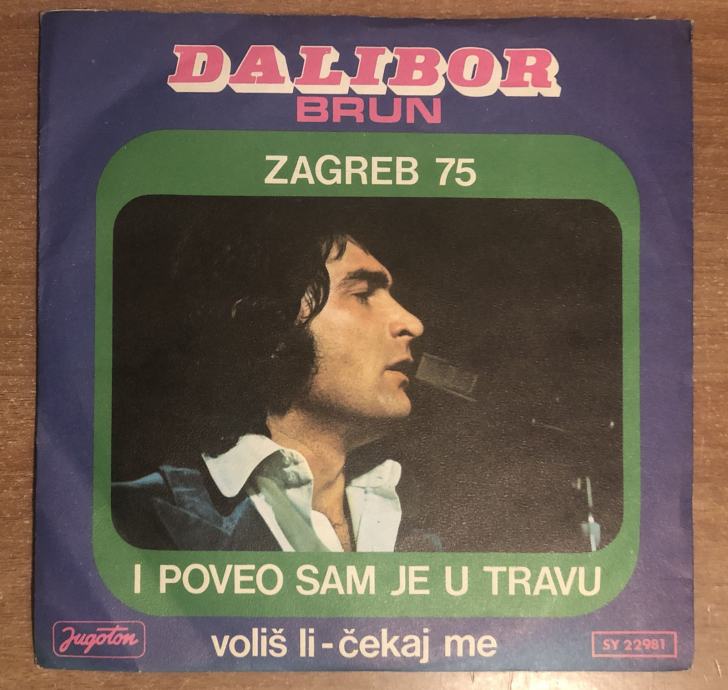 DALIBOR
BRUN
ZAGREB 75
I POVEO SAM JE U TRAVU
Jugoton
voliš li - čekaj me
SY 22981